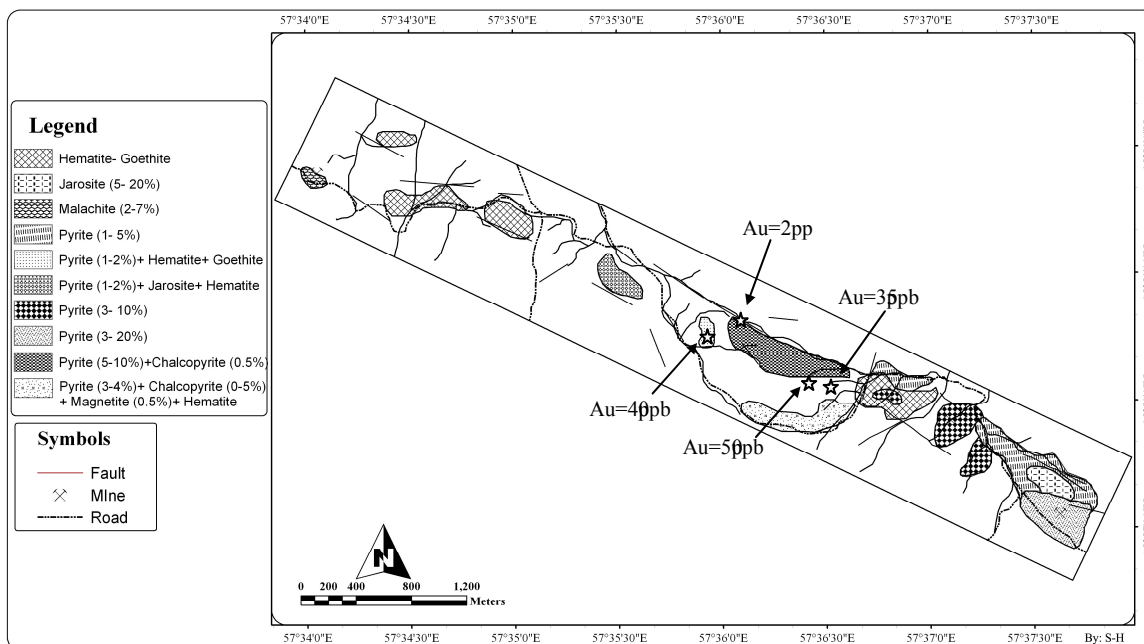 57°34'0"E 57°34'30"E 57°35'0"E 57°35'30"E 57°36'0"E 57°36'30"E 57°37'0"E 57°37'30"E
Legend
Hematite- Goethite
Jarosite (5- 20%)
Malachite (2-7%)
Pyrite (1- 5%)
Pyrite (1-2%)+ Hematite+ Goethite
Pyrite (1-2%)+ Jarosite+ Hematite
Pyrite (3- 10%)
Pyrite (3- 20%)
Pyrite (5-10%)+Chalcopyrite (0.5%)
Pyrite (3-4%)+ Chalcopyrite (0-5%)
+ Magnetite (0.5%)+ Hematite
Symbols
Fault
MIne
Road
Au=2pp
Au=35pb
Au=40ppb
Au=50ppb
N
0 200 400 800 1,200
Meters
57°34'0"E 57°34'30"E 57°35'0"E 57°35'30"E 57°36'0"E 57°36'30"E 57°37'0"E 57°37'30"E
By: S-H